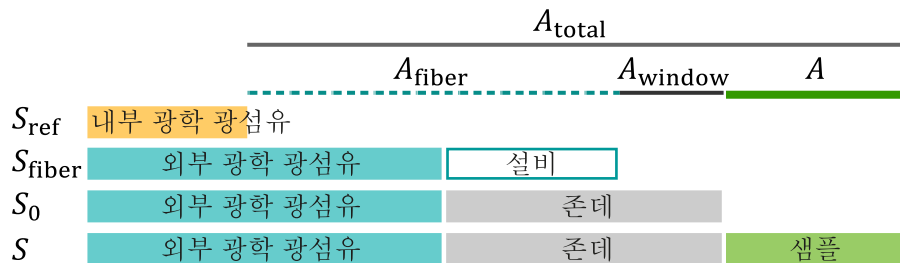 A_total
A_fiber A_window A
S_ref 내부 광학 광섬유
S_fiber 외부 광학 광섬유 설비
S_0 외부 광학 광섬유 존데
S 외부 광학 광섬유 존데 샘플